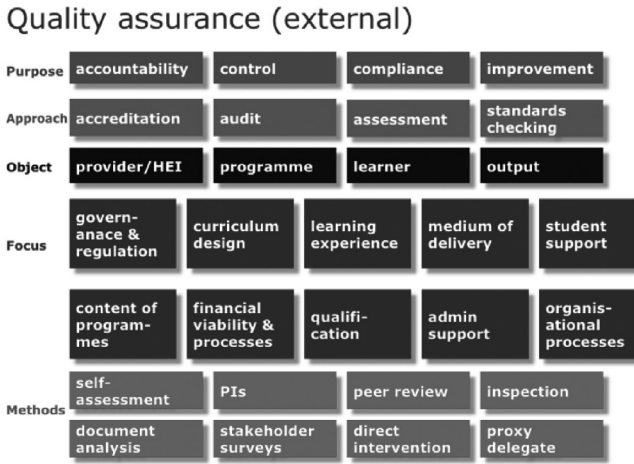 Quality assurance (external)
Purpose accountability control compliance improvement
Approach accreditation audit assessment standards checking
Object provider/HEI programme learner output
Focus
govern-
anace &
regulation
curriculum
design
learning
experience
medium of
delivery
student
support
content of
program-
mes
financial
viability &
processes
qualifi-
cation
admin
support
organis-
ational
processes
Methods
self-
assessment
PIs
peer review
inspection
document
analysis
stakeholder
surveys
direct
intervention
proxy
delegate